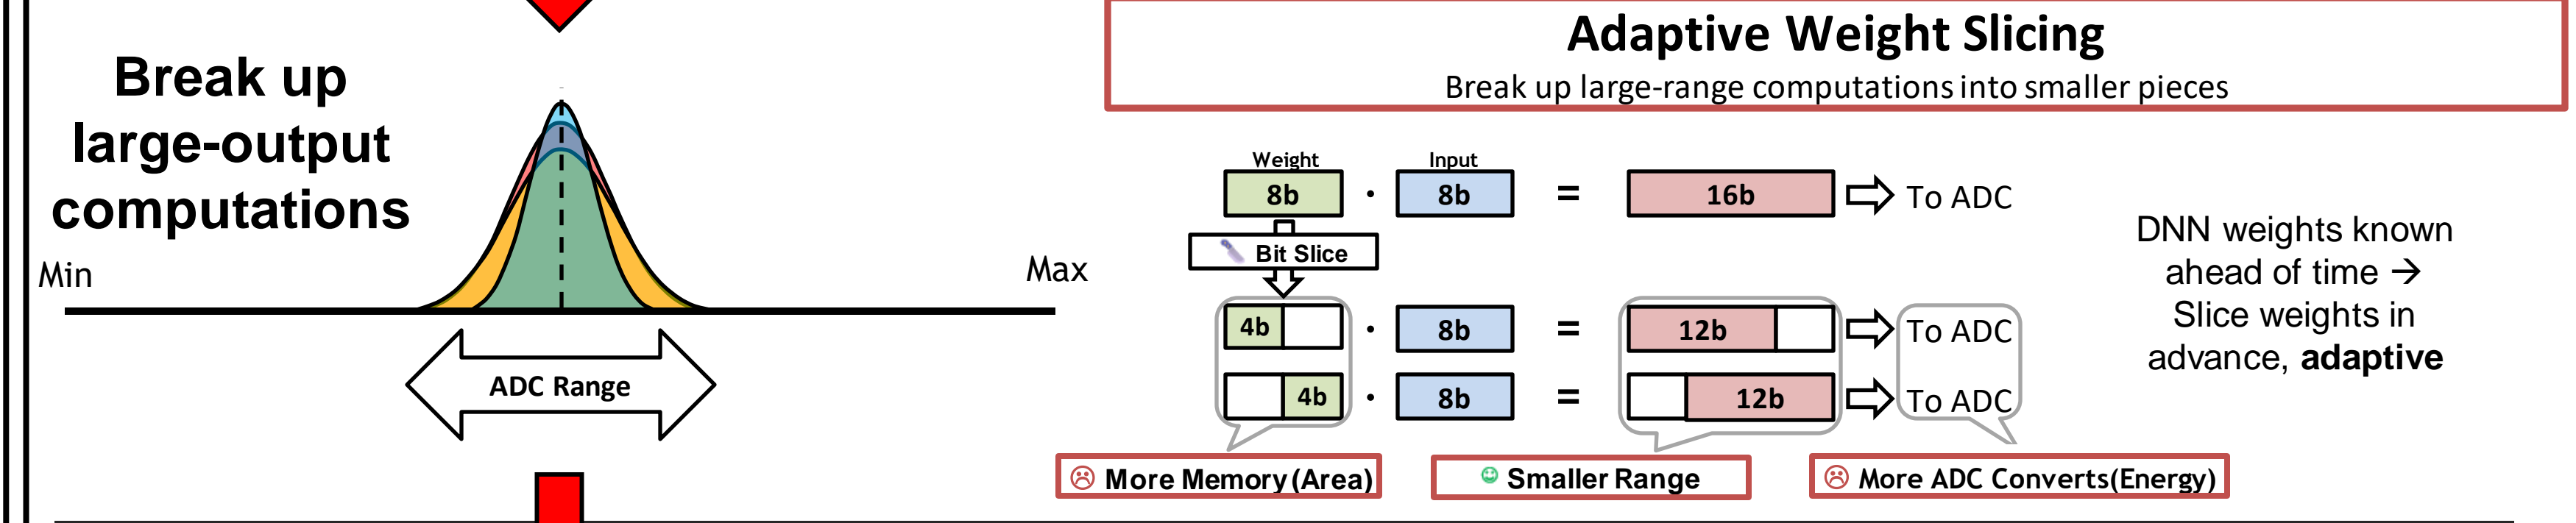 Break up
large-output
computations
Min
Max
ADC Range
Adaptive Weight Slicing
Break up large-range computations into smaller pieces
Weight
Input
8b · 8b = 16b To ADC
Bit Slice
4b · 8b = 12b To ADC
4b · 8b = 12b To ADC
More Memory (Area)
Smaller Range
More ADC Converts(Energy)
DNN weights known
ahead of time →
Slice weights in
advance, adaptive